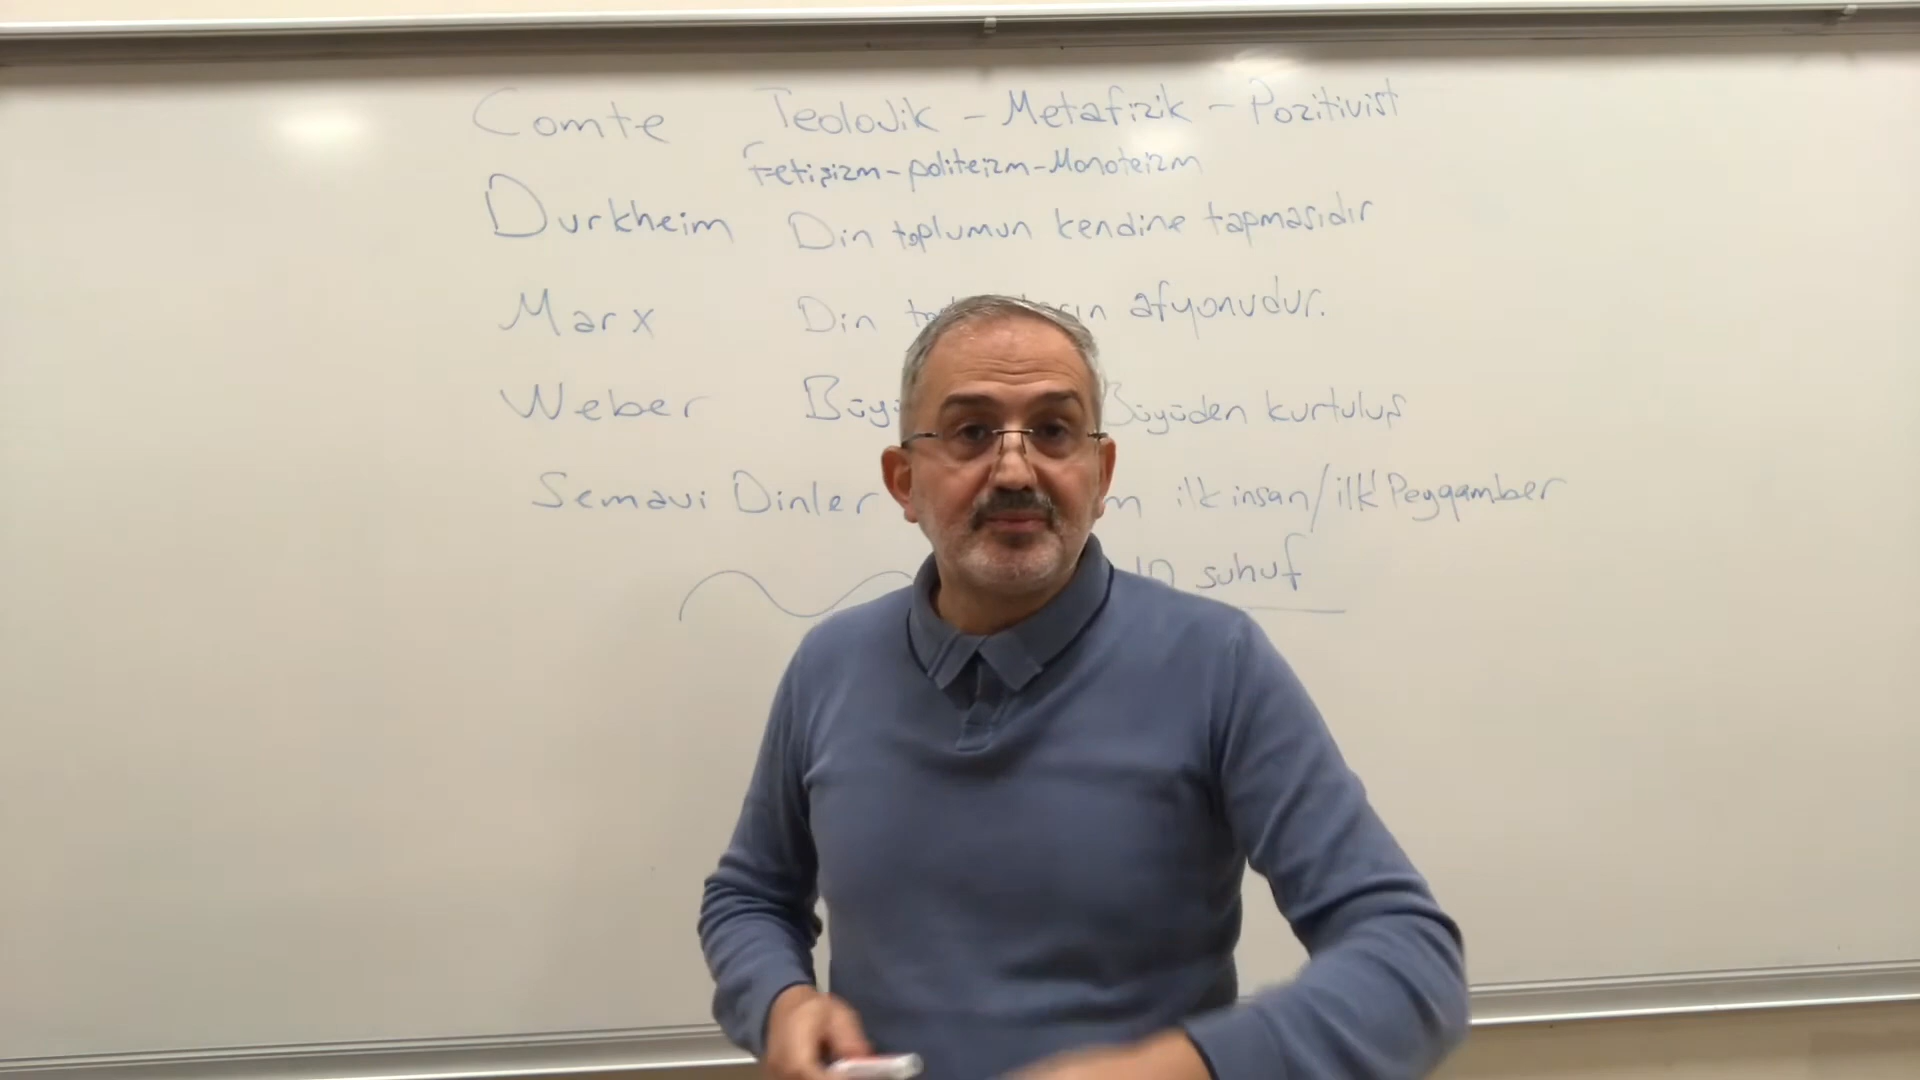 Comte Teolojik - Metafizik - Pozitivist
Fetişizm - politeizm - Monoteizm
Durkheim Din toplumun kendine tapmasıdır
Marx Din afyonudur.
Weber Büyüden kurtuluş
Semavi Dinler ilk insan / ilk Peygamber
10 suhuf